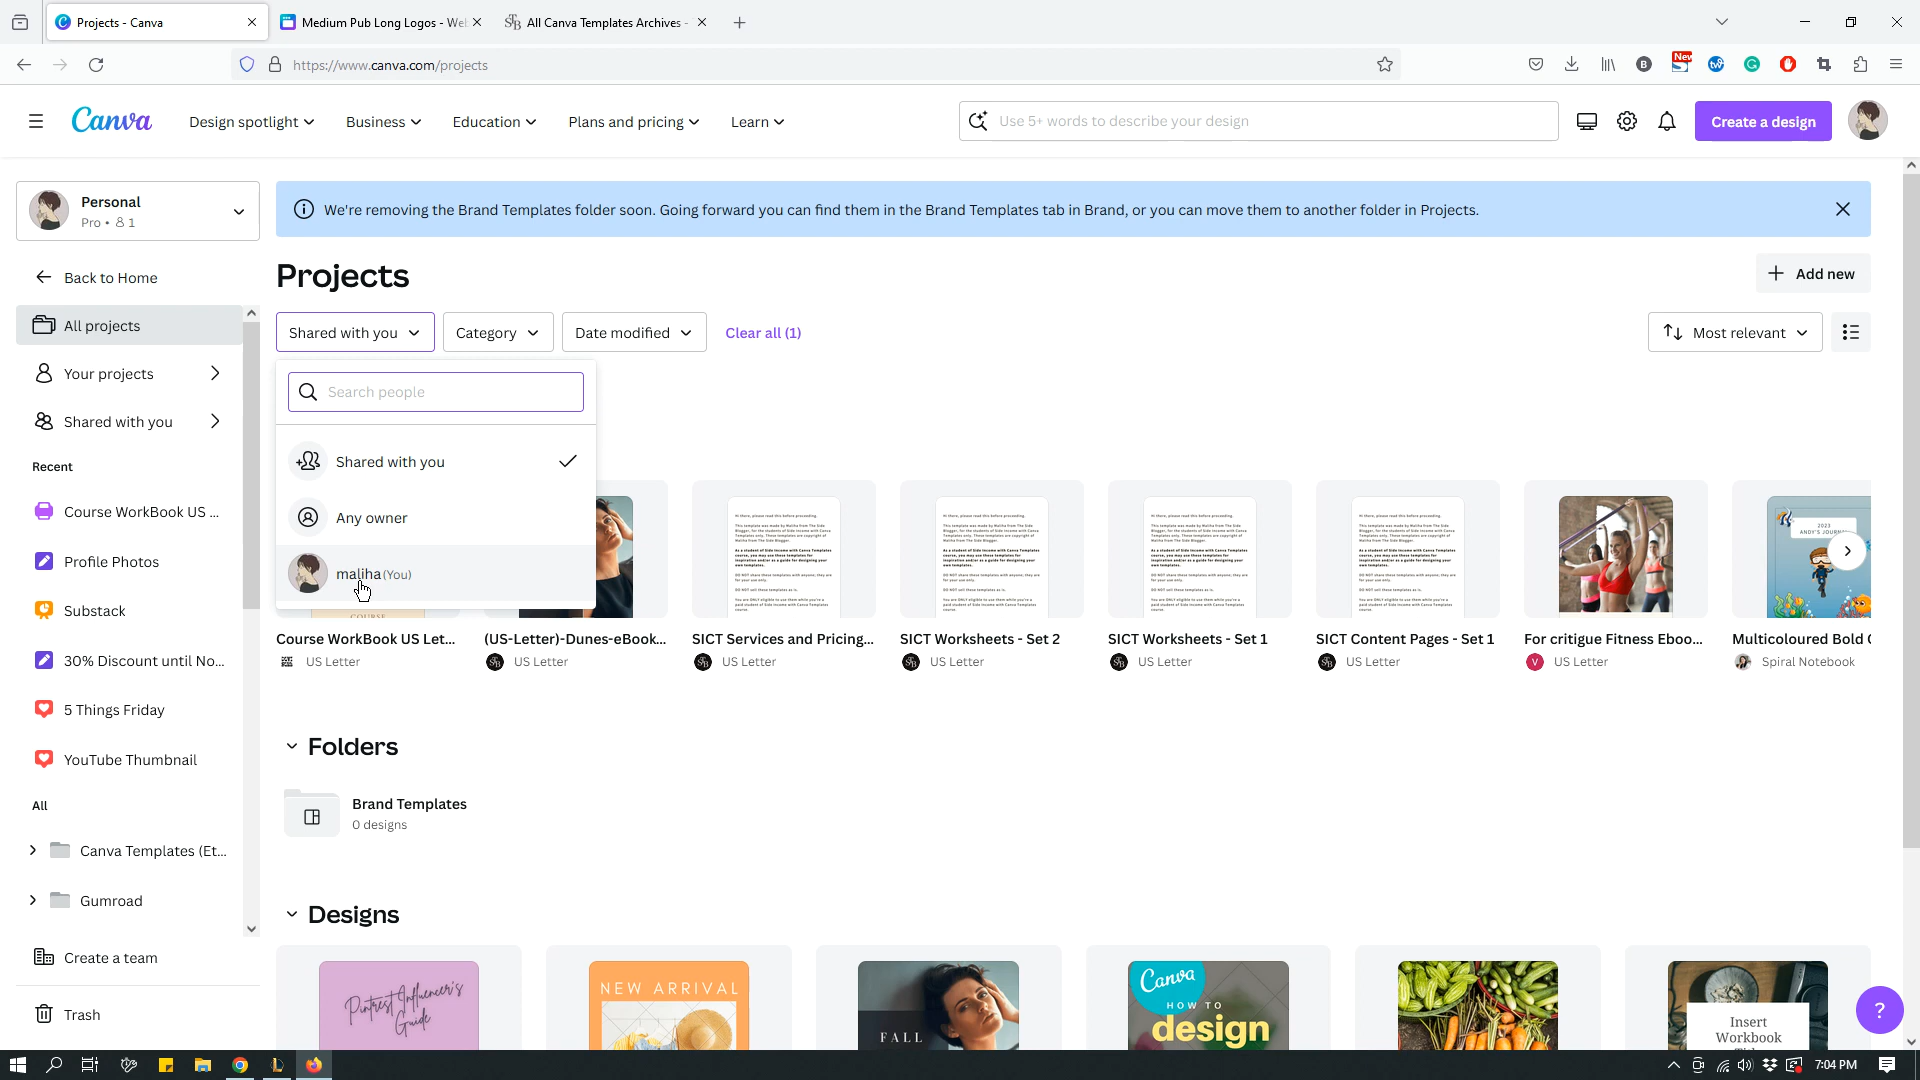 Projects - Canva
Medium Pub Long Logos - We
All Canva Templates Archives -
https://www.canva.com/projects
B
New
Canva
Design spotlight
Business
Education
Plans and pricing
Learn
Use 5+ words to describe your design
Create a design
Personal
Pro • 1
We're removing the Brand Templates folder soon. Going forward you can find them in the Brand Templates tab in Brand, or you can move them to another folder in Projects.
Back to Home
Projects
Add new
All projects
Shared with you
Category
Date modified
Clear all (1)
Most relevant
Your projects
Search people
Shared with you
Shared with you
Any owner
maliha (You)
Recent
Course WorkBook US ...
Profile Photos
Substack
30% Discount until No...
5 Things Friday
YouTube Thumbnail
All
Canva Templates (Et...
Gumroad
Create a team
Trash
COURSE
2023
ANDY'S JOURNAL
Course WorkBook US Let...
US Letter
(US-Letter)-Dunes-eBook...
US Letter
SICT Services and Pricing...
US Letter
SICT Worksheets - Set 2
US Letter
SICT Worksheets - Set 1
US Letter
SICT Content Pages - Set 1
US Letter
For critigue Fitness Eboo...
V
US Letter
Multicoloured Bold
Spiral Notebook
Folders
Brand Templates
0 designs
Designs
Pintrest Influencer's
Guide
NEW ARRIVAL
FALL
Canva
HOW TO
design
Insert
Workbook
?
7:04 PM